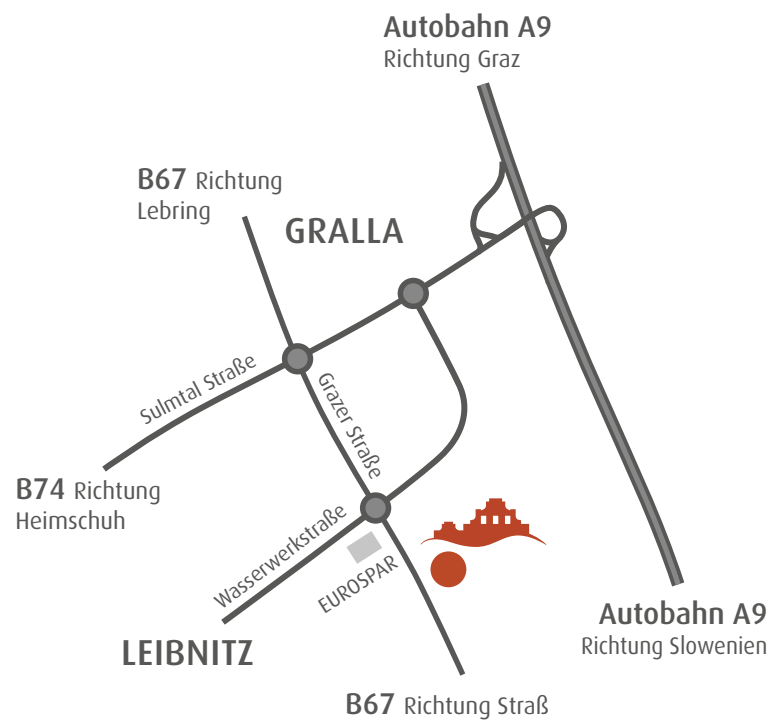 Autobahn A9
Richtung Graz
B67 Richtung
Lebring
GRALLA
Sulmtal Straße
Grazer Straße
B74 Richtung
Heimschuh
Wasserwerkstraße
EUROSPAR
Autobahn A9
Richtung Slowenien
LEIBNITZ
B67 Richtung Straß